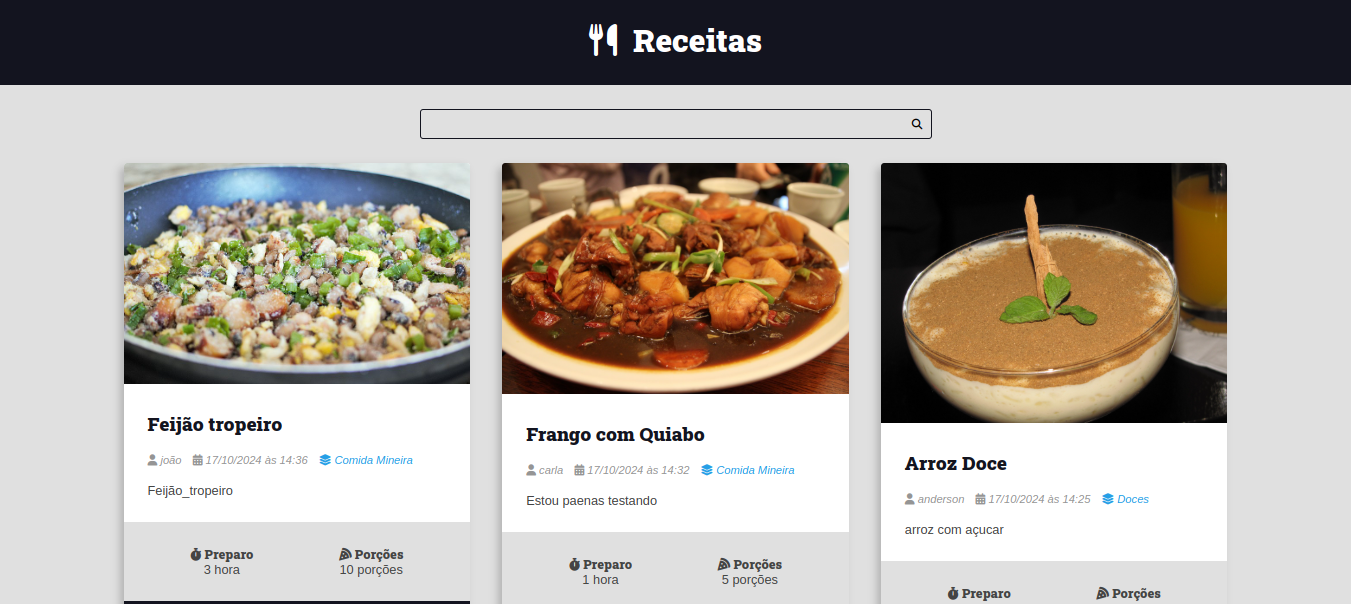 Receitas
Feijão tropeiro
joão 17/10/2024 às 14:36 Comida Mineira
Feijão_tropeiro
Preparo Porções
3 hora 10 porções
Frango com Quiabo
carla 17/10/2024 às 14:32 Comida Mineira
Estou paenas testando
Preparo Porções
1 hora 5 porções
Arroz Doce
anderson 17/10/2024 às 14:25 Doces
arroz com açucar
Preparo Porções